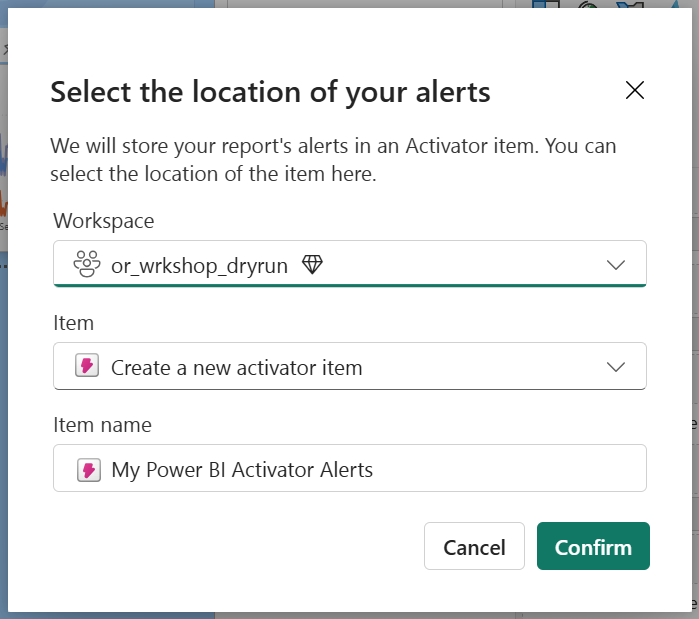 Select the location of your alerts
We will store your report's alerts in an Activator item. You can
select the location of the item here.
Workspace
or_wrkshop_dryrun
Item
Create a new activator item
Item name
My Power BI Activator Alerts
Cancel
Confirm